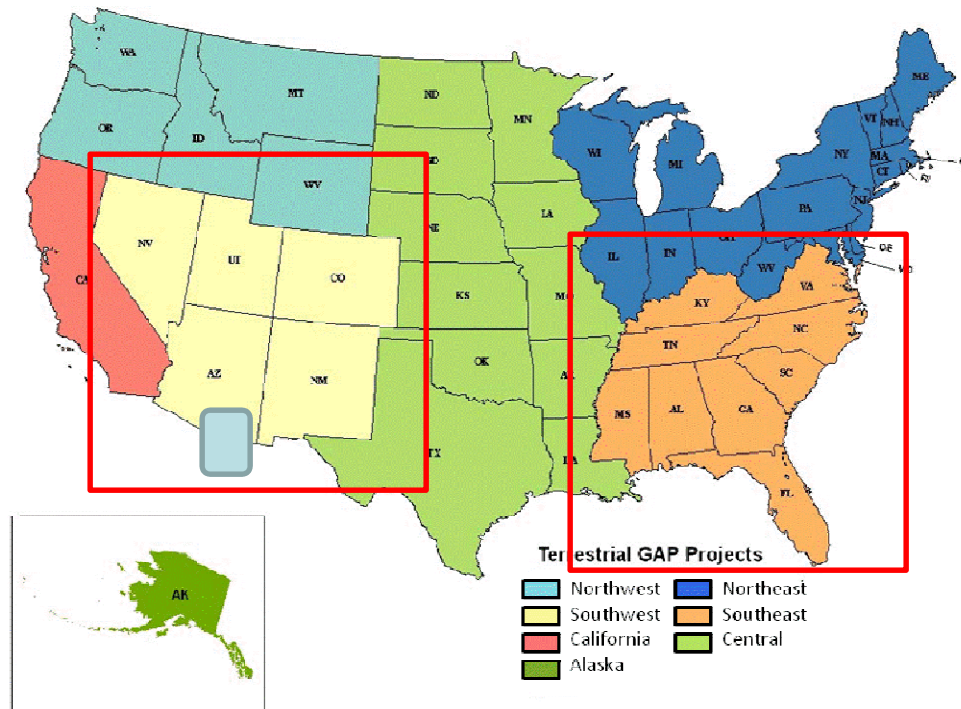 WA
MT
ND
MN
ME
OR
ID
WI
MI
NY
VT
NH
MA
CT
WY
SD
IA
PA
NJ
NE
NV
UT
CO
IL
IN
OH
WV
DE
MD
CA
KS
MO
KY
VA
AZ
NM
OK
TN
NC
SC
MS
AL
GA
TX
LA
FL
AK
Terrestrial GAP Projects
Northwest
Northeast
Southwest
Southeast
California
Central
Alaska